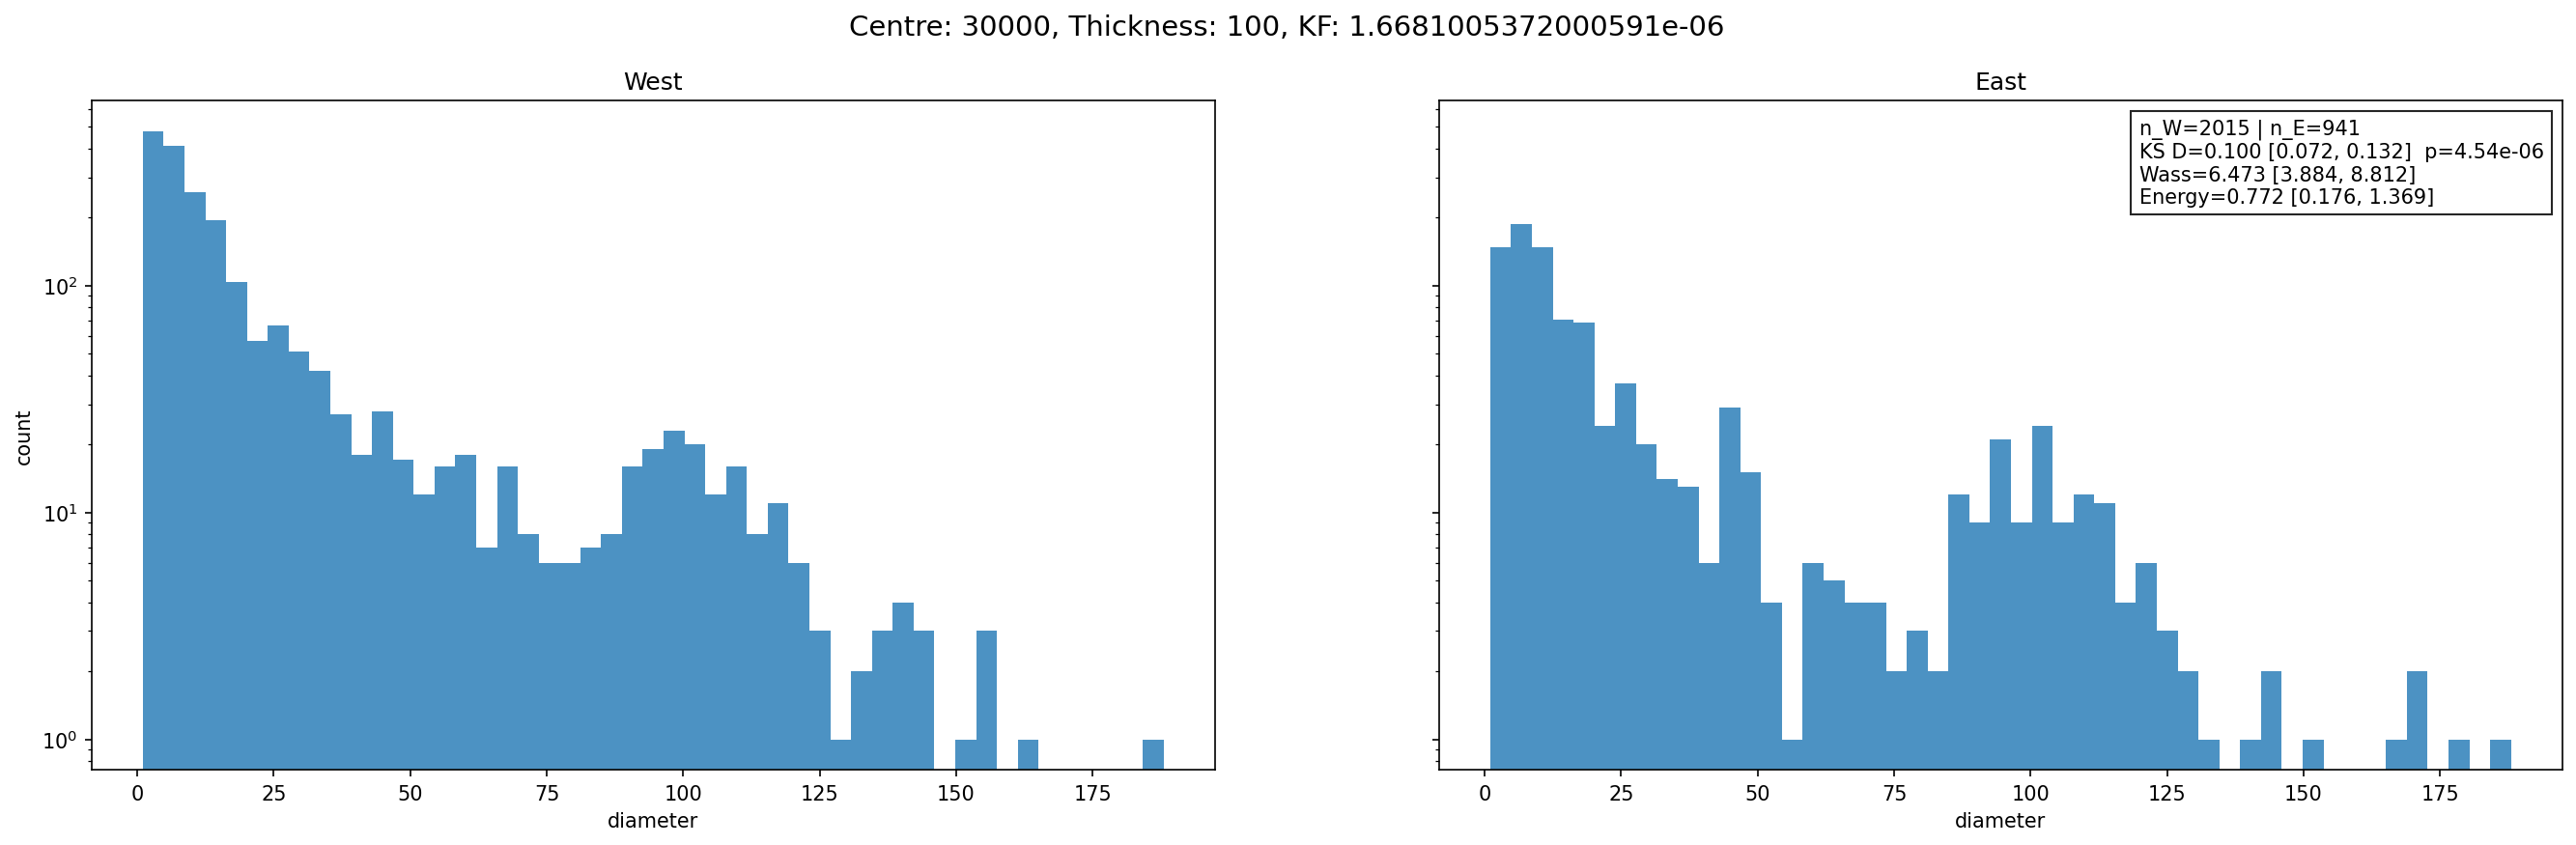 Centre: 30000, Thickness: 100, KF: 1.6681005372000591e-06
West
count
10²
10¹
10⁰
0 25 50 75 100 125 150 175
diameter
East
n_W=2015 | n_E=941
KS D=0.100 [0.072, 0.132]  p=4.54e-06
Wass=6.473 [3.884, 8.812]
Energy=0.772 [0.176, 1.369]
0 25 50 75 100 125 150 175
diameter